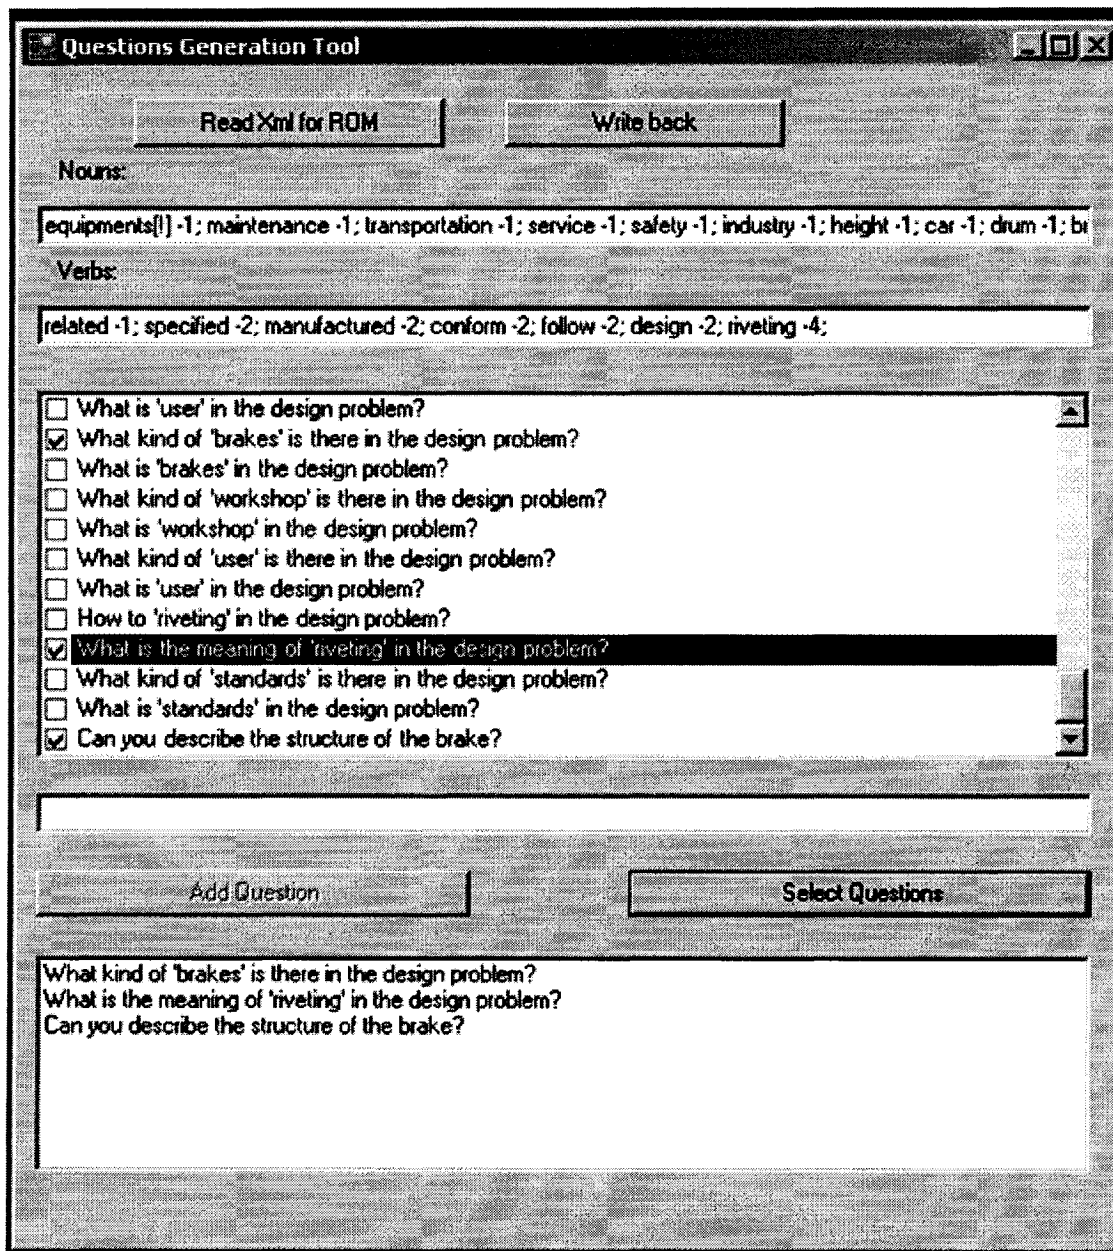 Questions Generation Tool
Read Xml for ROM Write back
Nouns:
equipments[!] -1; maintenance -1; transportation -1; service -1; safety -1; industry -1; height -1; car -1; drum -1;
Verbs:
related -1; specified -2; manufactured -2; conform -2; follow -2; design -2; riveting -4;
What is 'user' in the design problem?
What kind of 'brakes' is there in the design problem?
What is 'brakes' in the design problem?
What kind of 'workshop' is there in the design problem?
What is 'workshop' in the design problem?
What kind of 'user' is there in the design problem?
What is 'user' in the design problem?
How to 'riveting' in the design problem?
What is the meaning of 'riveting' in the design problem?
What kind of 'standards' is there in the design problem?
What is 'standards' in the design problem?
Can you describe the structure of the brake?
Add Question Select Questions
What kind of 'brakes' is there in the design problem?
What is the meaning of 'riveting' in the design problem?
Can you describe the structure of the brake?